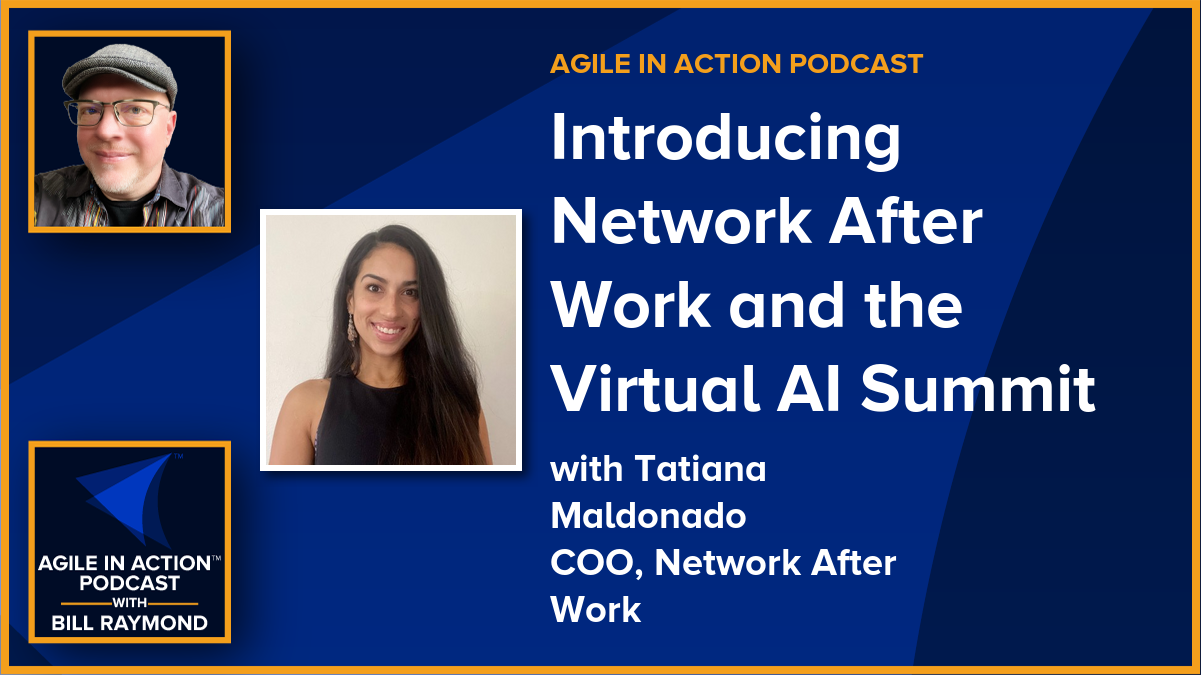 AGILE IN ACTION PODCAST
Introducing
Network After
Work and the
Virtual AI Summit
with Tatiana
Maldonado
COO, Network After
Work
TM
AGILE IN ACTION™
PODCAST
WITH
BILL RAYMOND